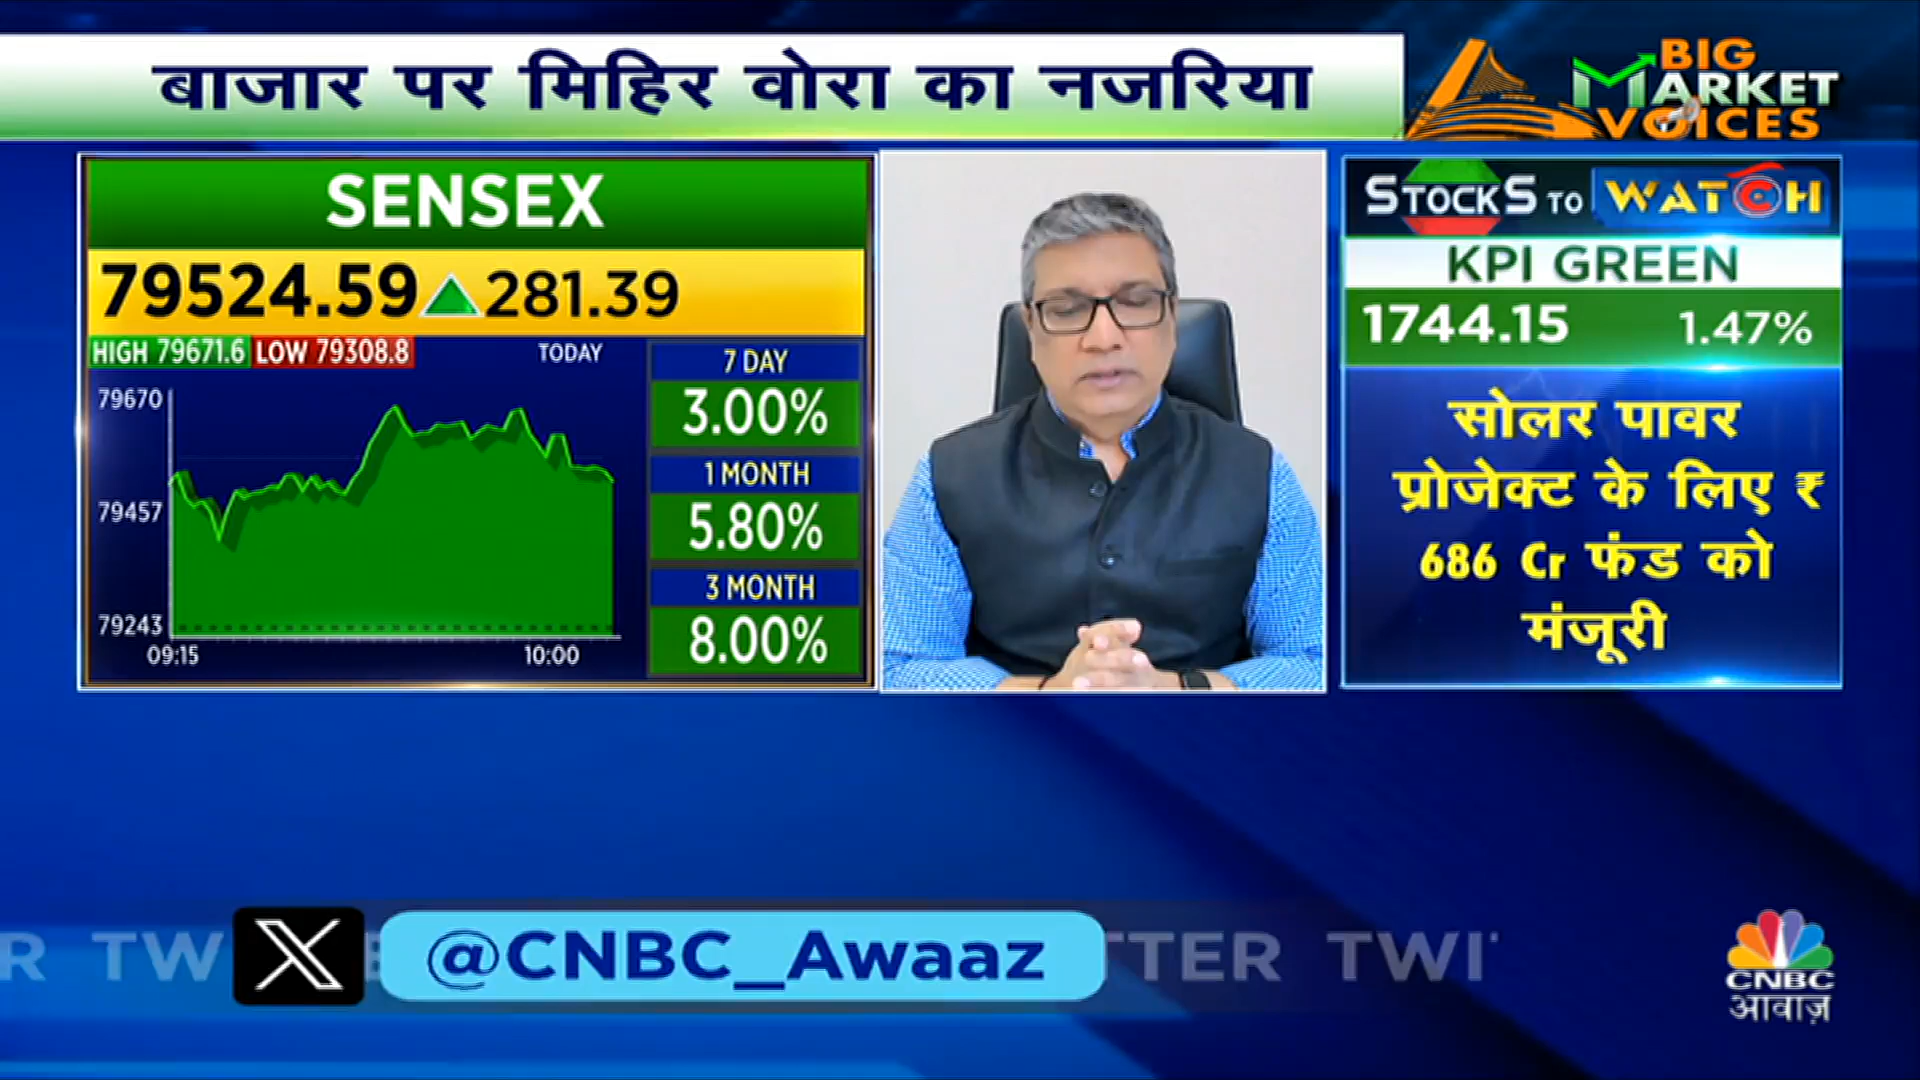 बाजार पर मिहिर वोरा का नजरिया
BIG
MARKET
VOICES
SENSEX
79524.59 281.39
HIGH 79671.6 LOW 79308.8 TODAY
79670
79457
79243
09:15 10:00
7 DAY
3.00%
1 MONTH
5.80%
3 MONTH
8.00%
STOCKS TO WATCH
KPI GREEN
1744.15 1.47%
सोलर पावर
प्रोजेक्ट के लिए ₹
686 Cr फंड को
मंजूरी
@CNBC_Awaaz
CNBC
आवाज़